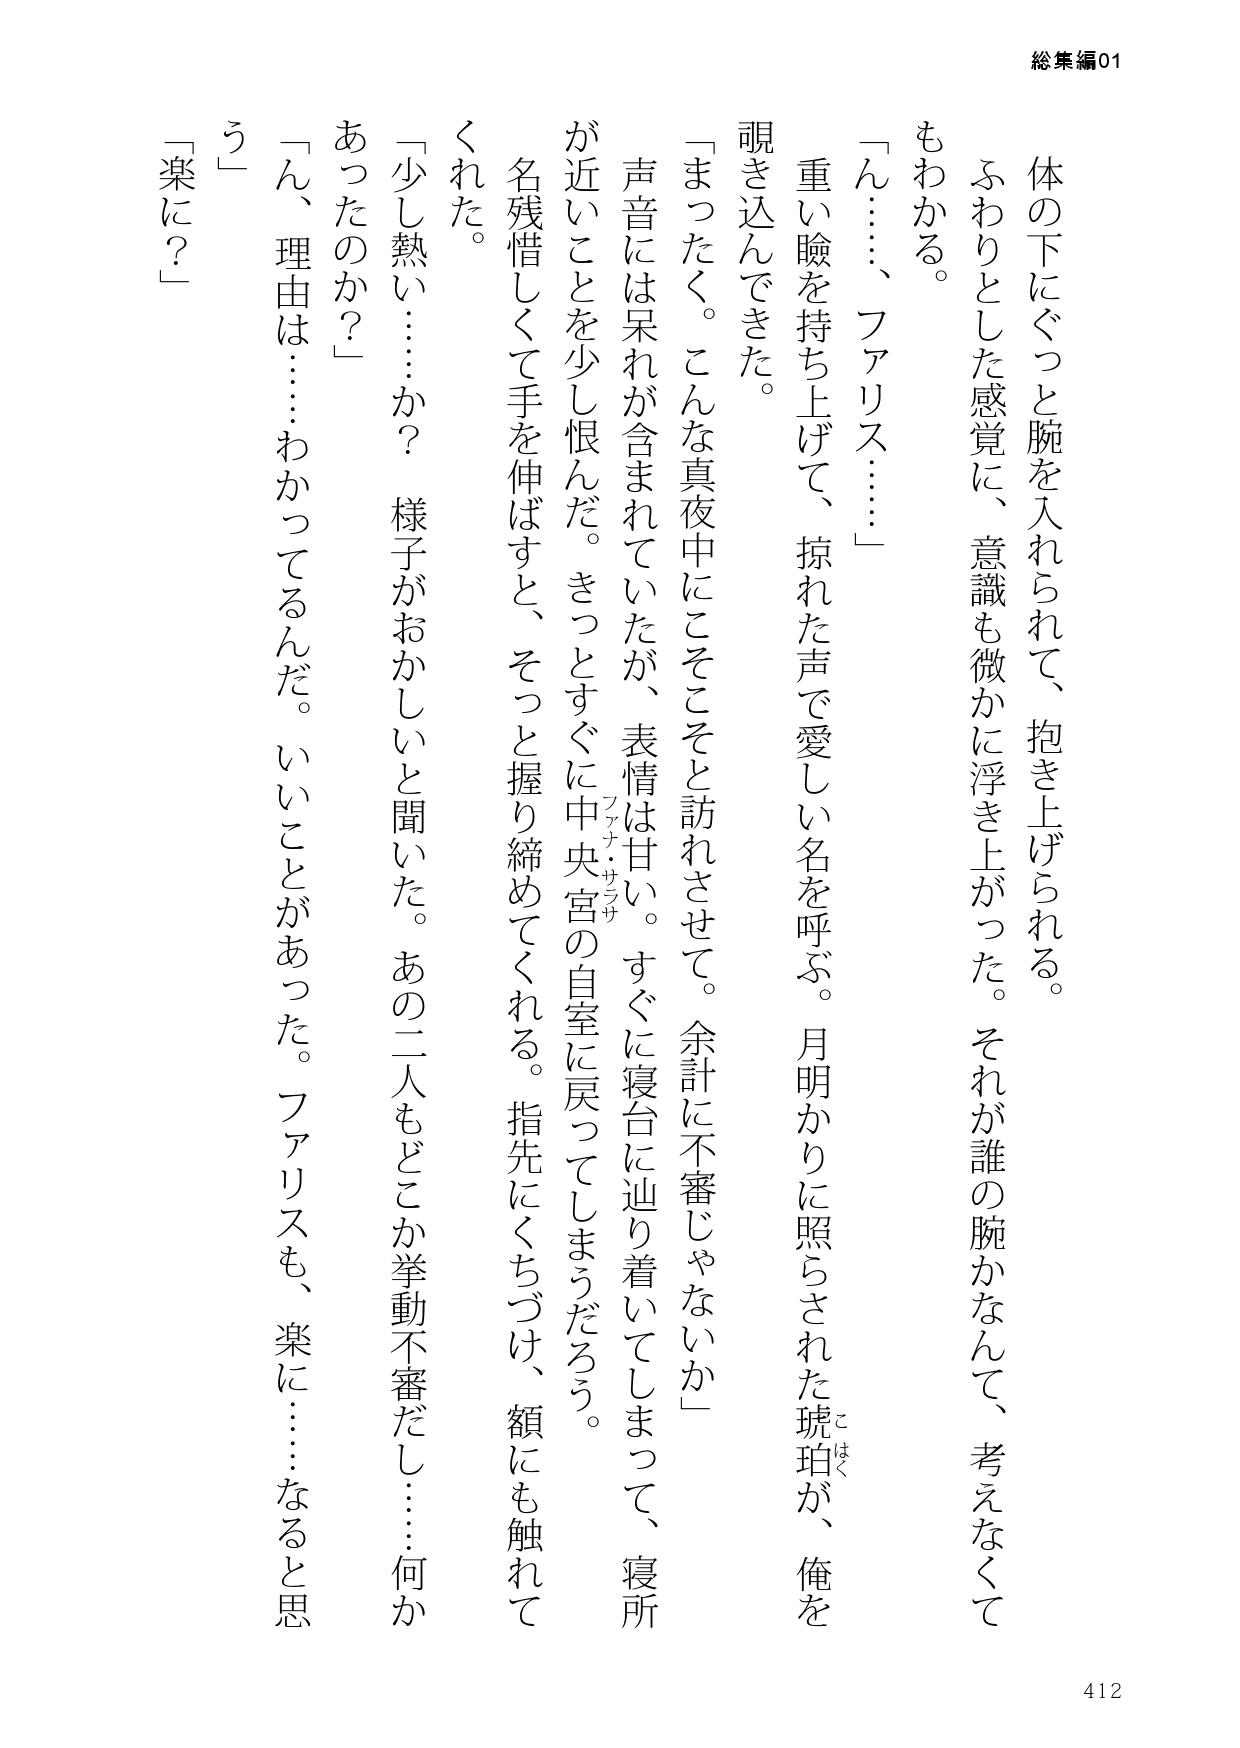 総集編01
　体の下にぐっと腕を入れられて、抱き上げられる。
　ふわりとした感覚に、意識も微かに浮き上がった。それが誰の腕かなんて、考えなくて
もわかる。
「ん……、ファリス……」
　重い瞼を持ち上げて、掠れた声で愛しい名を呼ぶ。月明かりに照らされた琥珀が、俺を
こはく
覗き込んできた。
「まったく。こんな真夜中にこそこそと訪れさせて。余計に不審じゃないか」
　声音には呆れが含まれていたが、表情は甘い。すぐに寝台に辿り着いてしまって、寝所
が近いことを少し恨んだ。きっとすぐに中央宮の自室に戻ってしまうだろう。
ファナ・サラサ
　名残惜しくて手を伸ばすと、そっと握り締めてくれる。指先にくちづけ、額にも触れて
くれた。
「少し熱い……か？　様子がおかしいと聞いた。あの二人もどこか挙動不審だし……何か
あったのか？」
「ん、理由は……わかってるんだ。いいことがあった。ファリスも、楽に……なると思
う」
「楽に？」
412